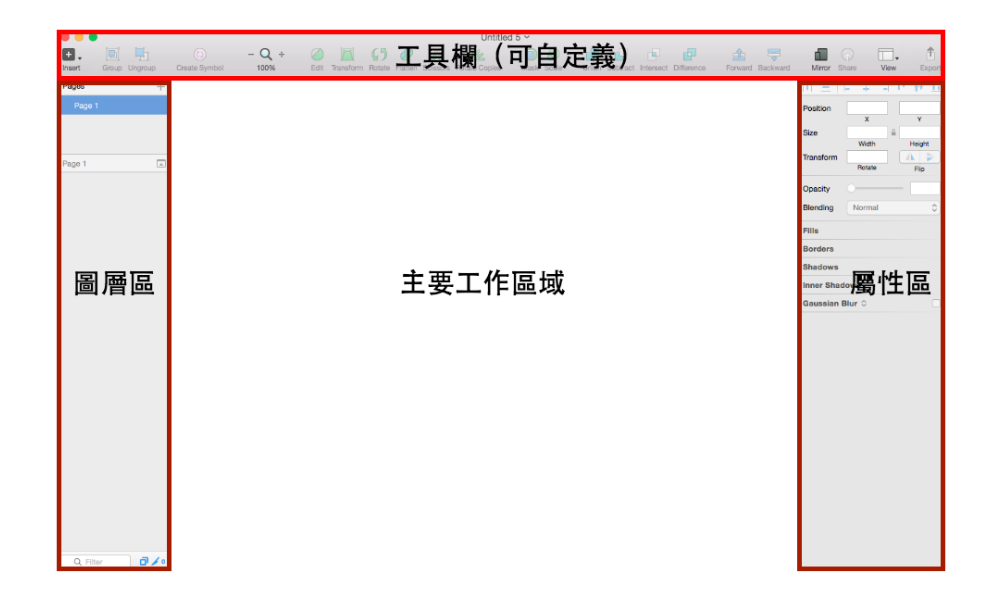 Untitled 5
工具欄（可自定義）
Insert Group Ungroup Create Symbol 100% Edit Transform Rotate Intersect Difference Forward Backward Mirror Share View Export
Pages
Page 1
Page 1
圖層區
Filter
0
主要工作區域
Position
X Y
Size
Width Height
Transform
Rotate Flip
Opacity
Blending Normal
Fills
Borders
Shadows
屬性區
Inner Shadows
Gaussian Blur